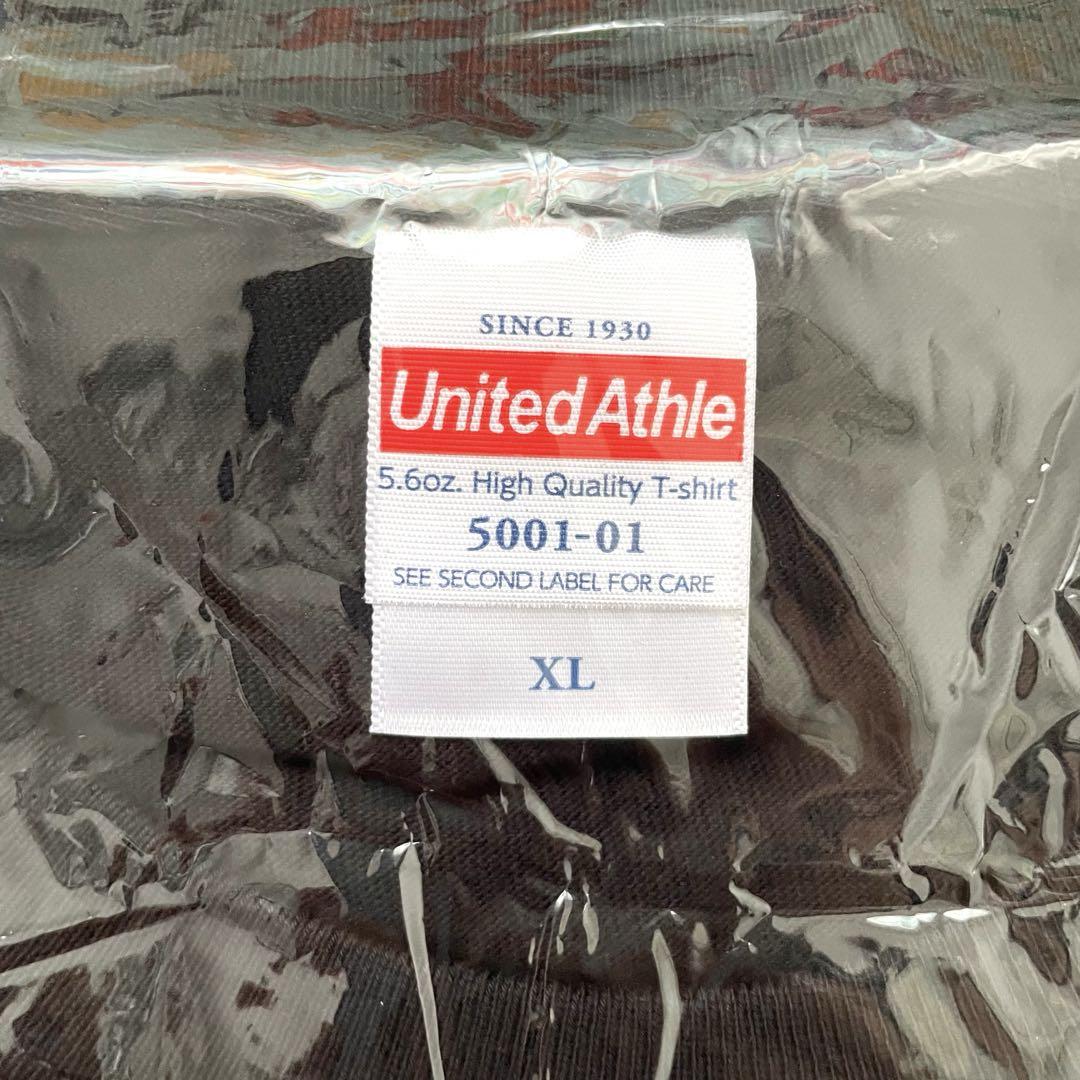 SINCE 1930
United Athle
5.6oz. High Quality T-shirt
5001-01
SEE SECOND LABEL FOR CARE
XL